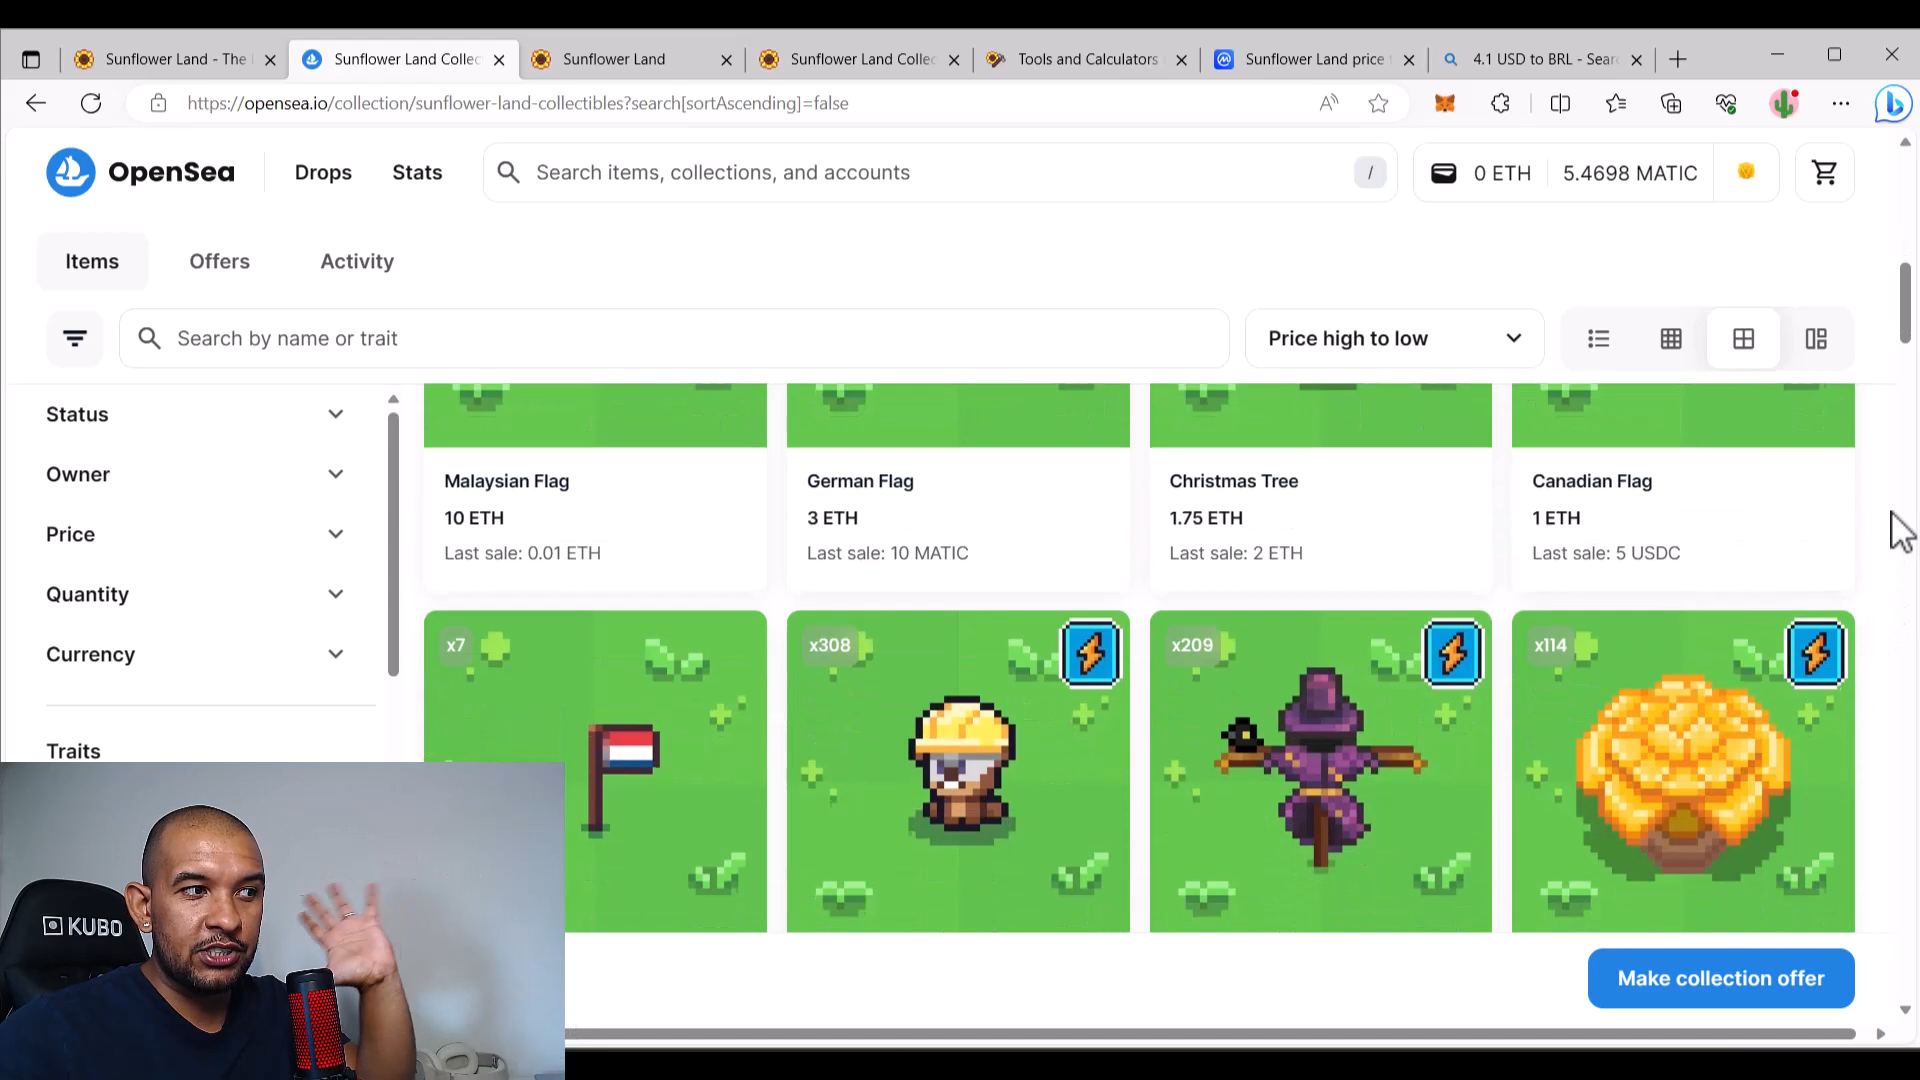 Sunflower Land - The
Sunflower Land Collec
Sunflower Land
Sunflower Land Collec
Tools and Calculators
Sunflower Land price
4.1 USD to BRL - Sear
https://opensea.io/collection/sunflower-land-collectibles?search[sortAscending]=false
OpenSea
Drops
Stats
Search items, collections, and accounts
/
0 ETH
5.4698 MATIC
Items
Offers
Activity
Search by name or trait
Price high to low
Status
Owner
Price
Quantity
Currency
Traits
Malaysian Flag
10 ETH
Last sale: 0.01 ETH
German Flag
3 ETH
Last sale: 10 MATIC
Christmas Tree
1.75 ETH
Last sale: 2 ETH
Canadian Flag
1 ETH
Last sale: 5 USDC
x7
x308
x209
x114
KUBO
Make collection offer